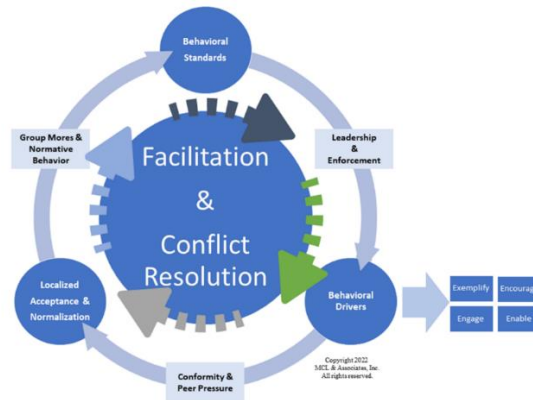 Behavioral
Standards
Group Mores &
Normative
Behavior
Leadership
&
Enforcement
Facilitation
&
Conflict
Resolution
Localized
Acceptance &
Normalization
Behavioral
Drivers
Exemplify
Encourag
Engage
Enable
Conformity &
Peer Pressure
Copyright 2022
MCL & Associates, Inc.
All rights reserved.